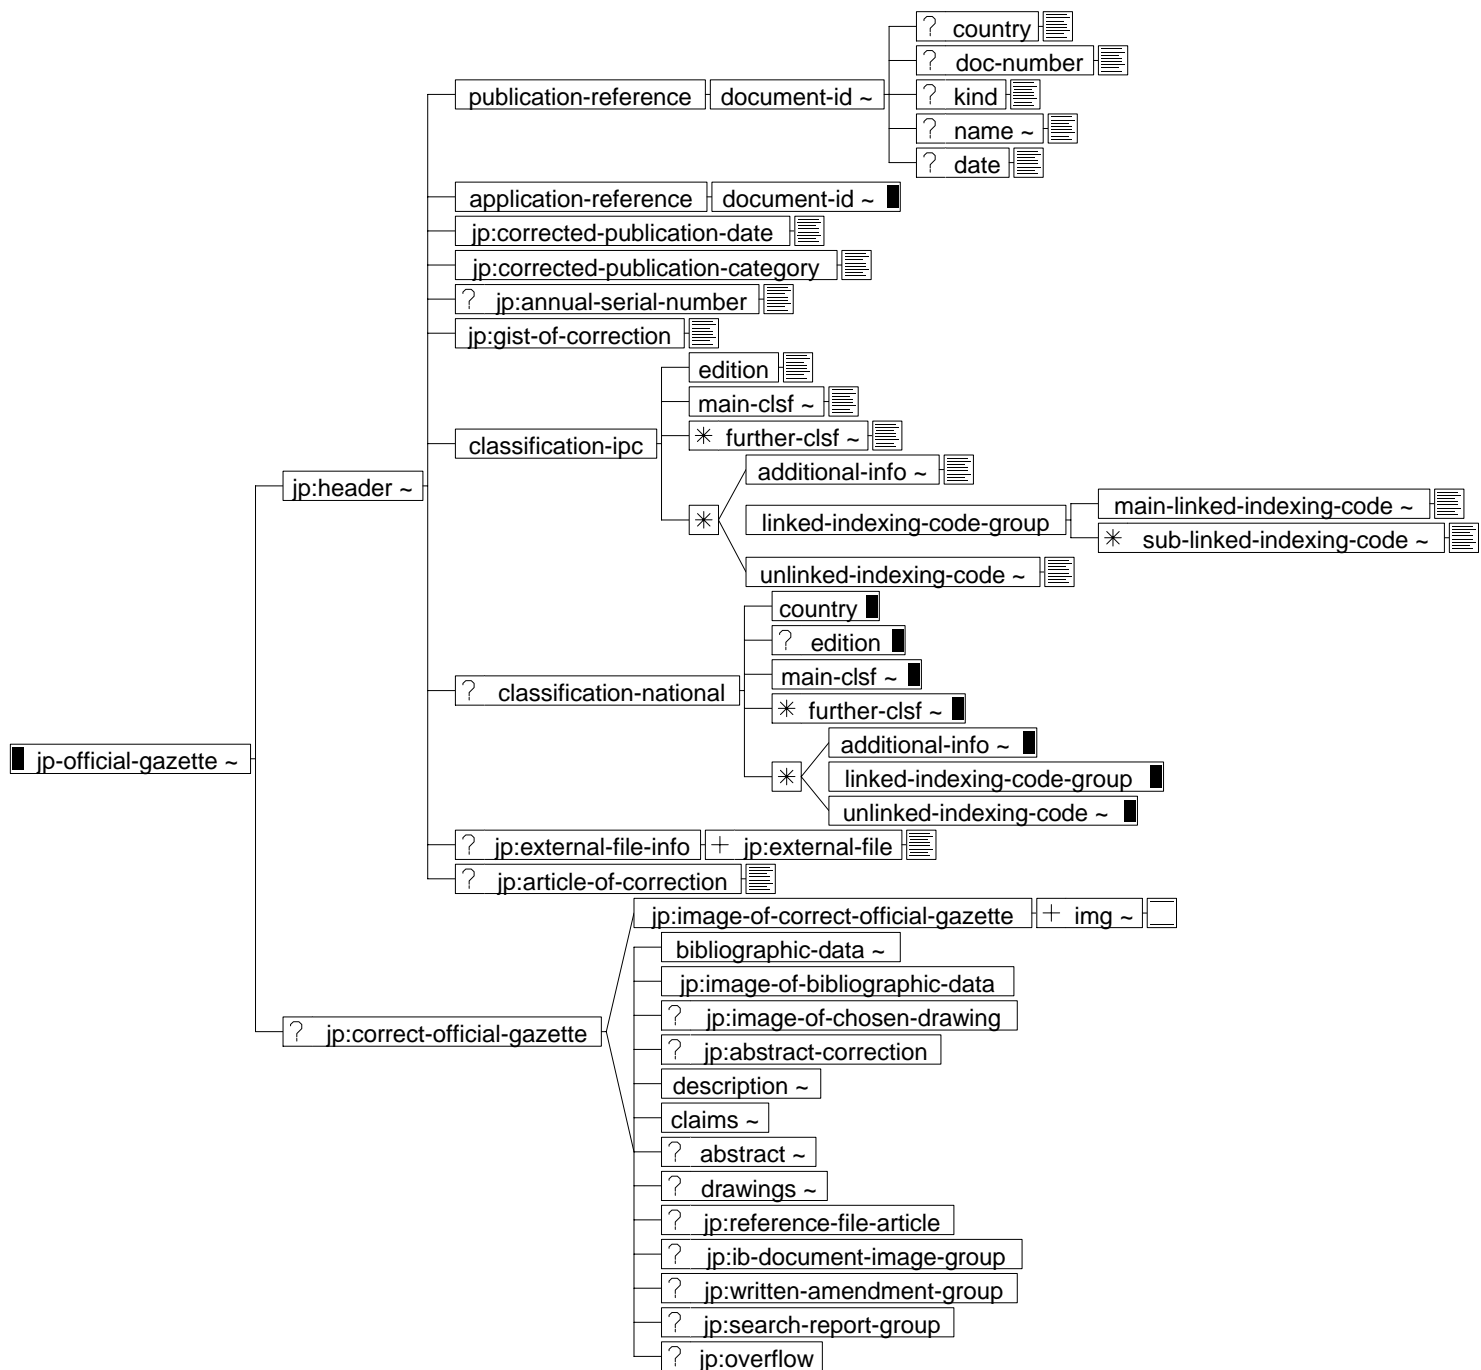 ? country
? doc-number
publication-reference document-id ~ ? kind
? name ~
? date
application-reference document-id ~
jp:corrected-publication-date
jp:corrected-publication-category
? jp:annual-serial-number
jp:gist-of-correction
edition
main-clsf ~
* further-clsf ~
classification-ipc
additional-info ~
jp:header ~
main-linked-indexing-code ~
* linked-indexing-code-group
* sub-linked-indexing-code ~
unlinked-indexing-code ~
country
? edition
main-clsf ~
? classification-national
* further-clsf ~
additional-info ~
jp-official-gazette ~
* linked-indexing-code-group
unlinked-indexing-code ~
? jp:external-file-info + jp:external-file
? jp:article-of-correction
jp:image-of-correct-official-gazette + img ~
bibliographic-data ~
jp:image-of-bibliographic-data
? jp:image-of-chosen-drawing
? jp:correct-official-gazette
? jp:abstract-correction
description ~
claims ~
? abstract ~
? drawings ~
? jp:reference-file-article
? jp:ib-document-image-group
? jp:written-amendment-group
? jp:search-report-group
? jp:overflow